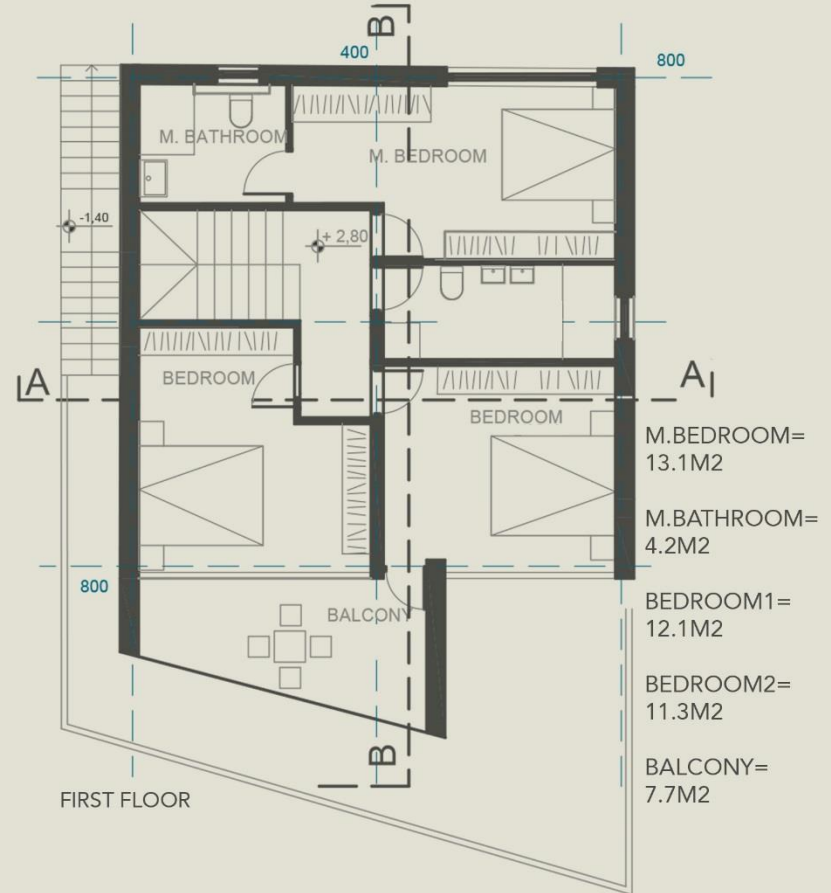 B
400
800
M. BATHROOM
M. BEDROOM
-1,40
+ 2,80
A
A
BEDROOM
BEDROOM
M.BEDROOM=
13.1M2
M.BATHROOM=
4.2M2
800
BEDROOM1=
12.1M2
BALCONY
BEDROOM2=
11.3M2
B
BALCONY=
7.7M2
FIRST FLOOR